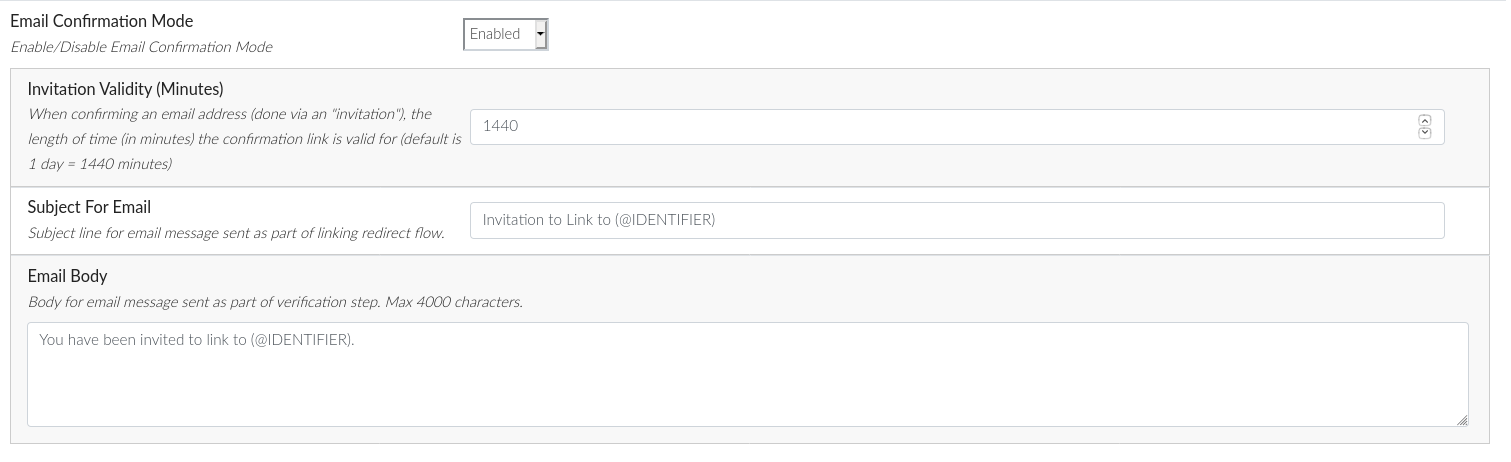 Email Confirmation Mode
Enable/Disable Email Confirmation Mode
Enabled
Invitation Validity (Minutes)
When confirming an email address (done via an "invitation"), the
length of time (in minutes) the confirmation link is valid for (default is
1 day = 1440 minutes)
1440
Subject For Email
Subject line for email message sent as part of linking redirect flow.
Invitation to Link to (@IDENTIFIER)
Email Body
Body for email message sent as part of verification step. Max 4000 characters.
You have been invited to link to (@IDENTIFIER).